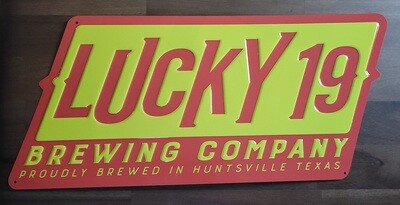 LUCKY 19
BREWING COMPANY
PROUDLY BREWED IN HUNTSVILLE TEXAS